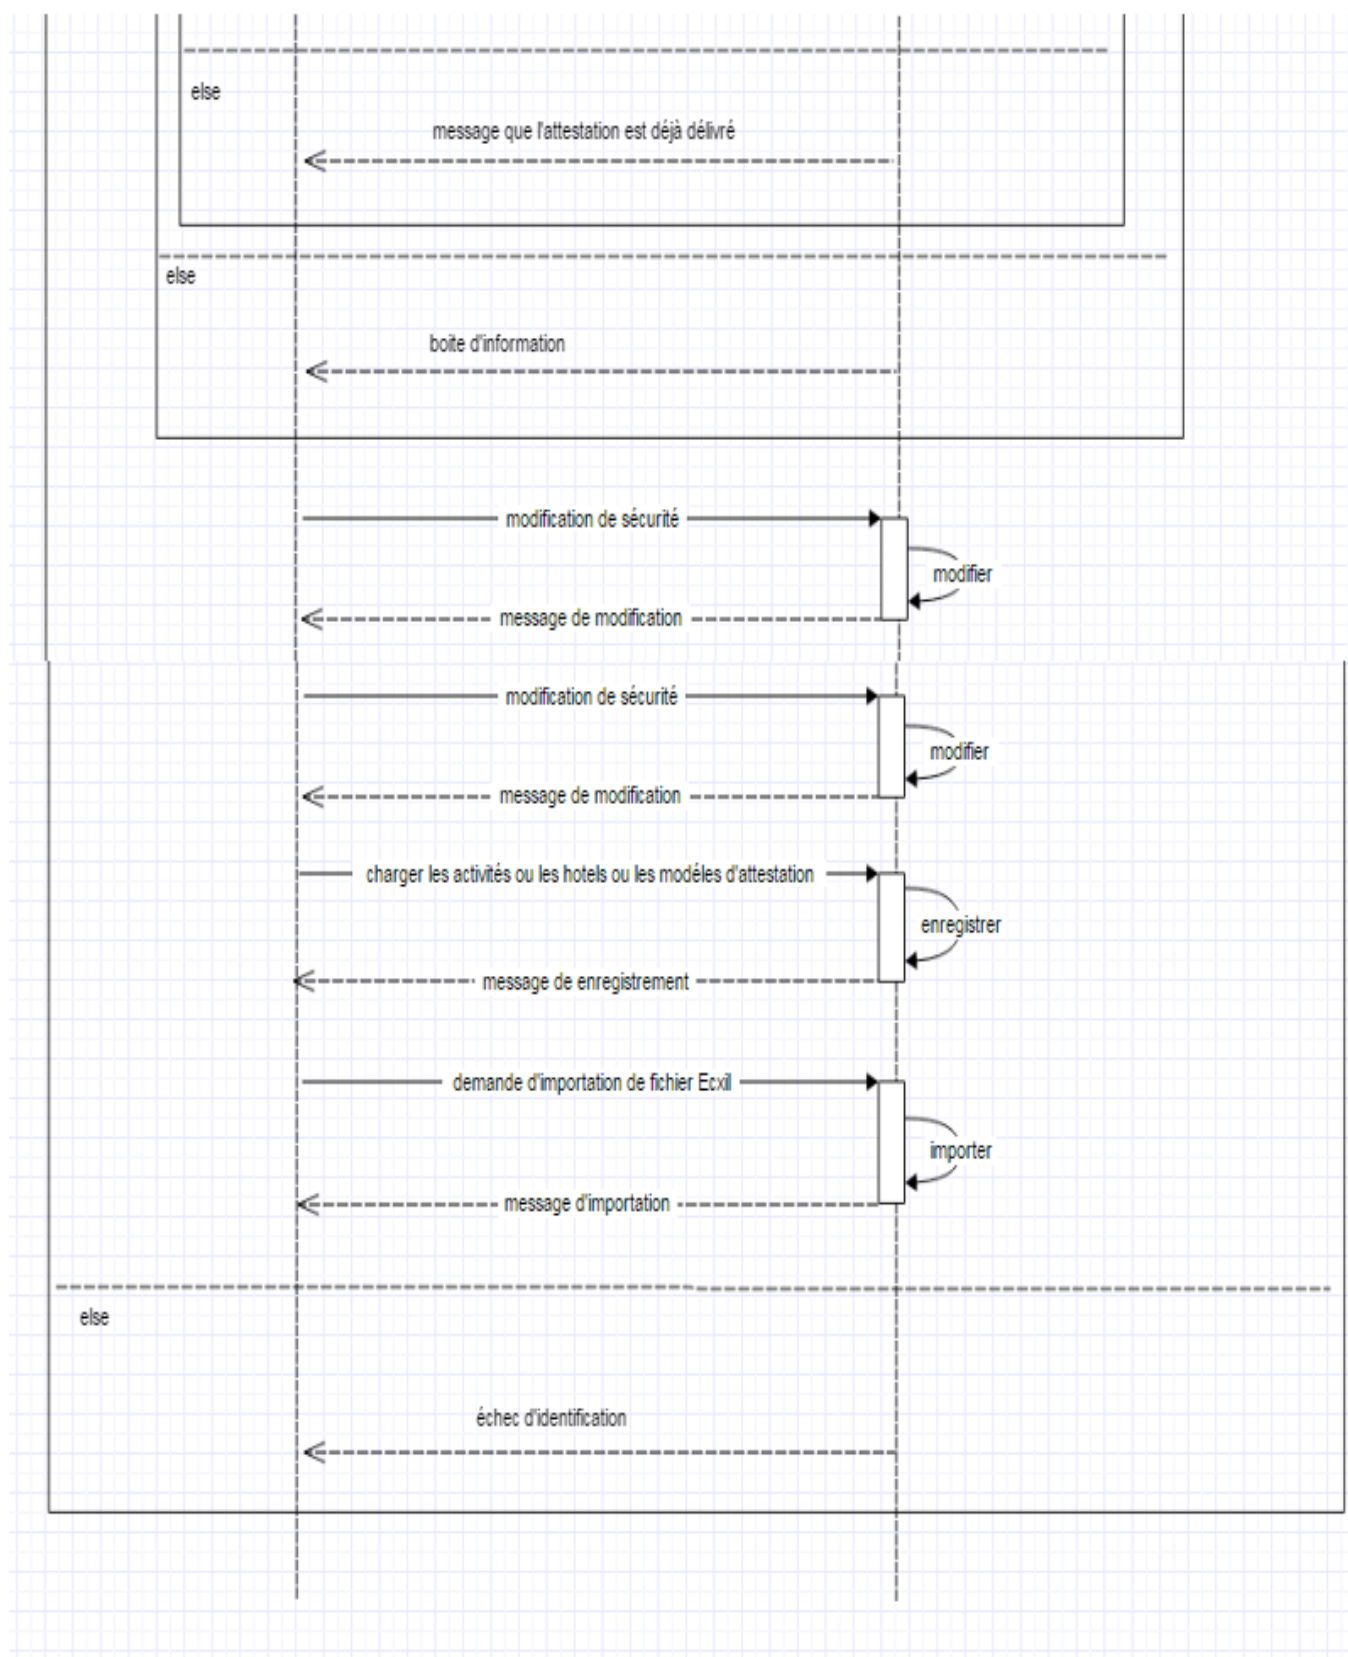 else
message que l'attestation est déjà délivré
else
boite d'information
modification de sécurité
modifier
message de modification
modification de sécurité
modifier
message de modification
charger les activités ou les hotels ou les modéles d'attestation
enregistrer
message de enregistrement
demande d'importation de fichier Ecxil
importer
message d'importation
else
échec d'identification